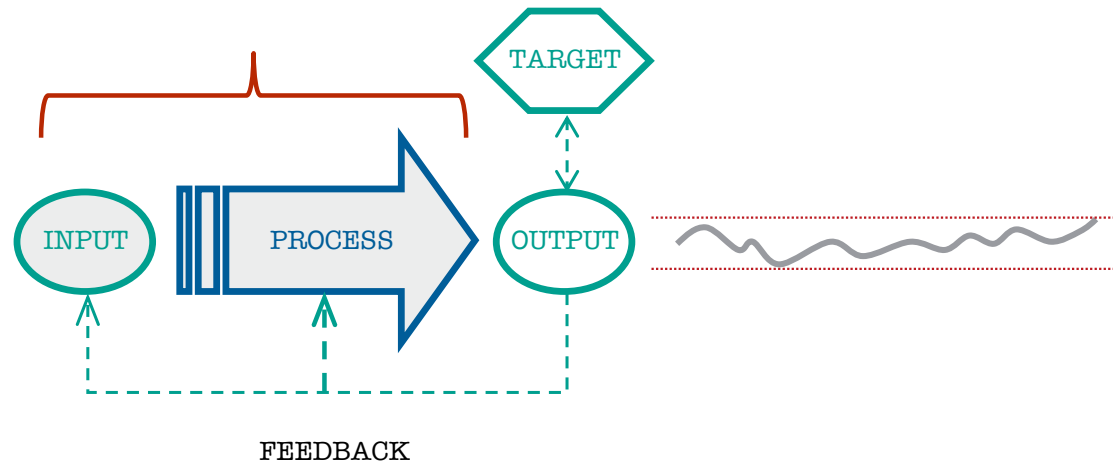 TARGET
INPUT
PROCESS
OUTPUT
FEEDBACK